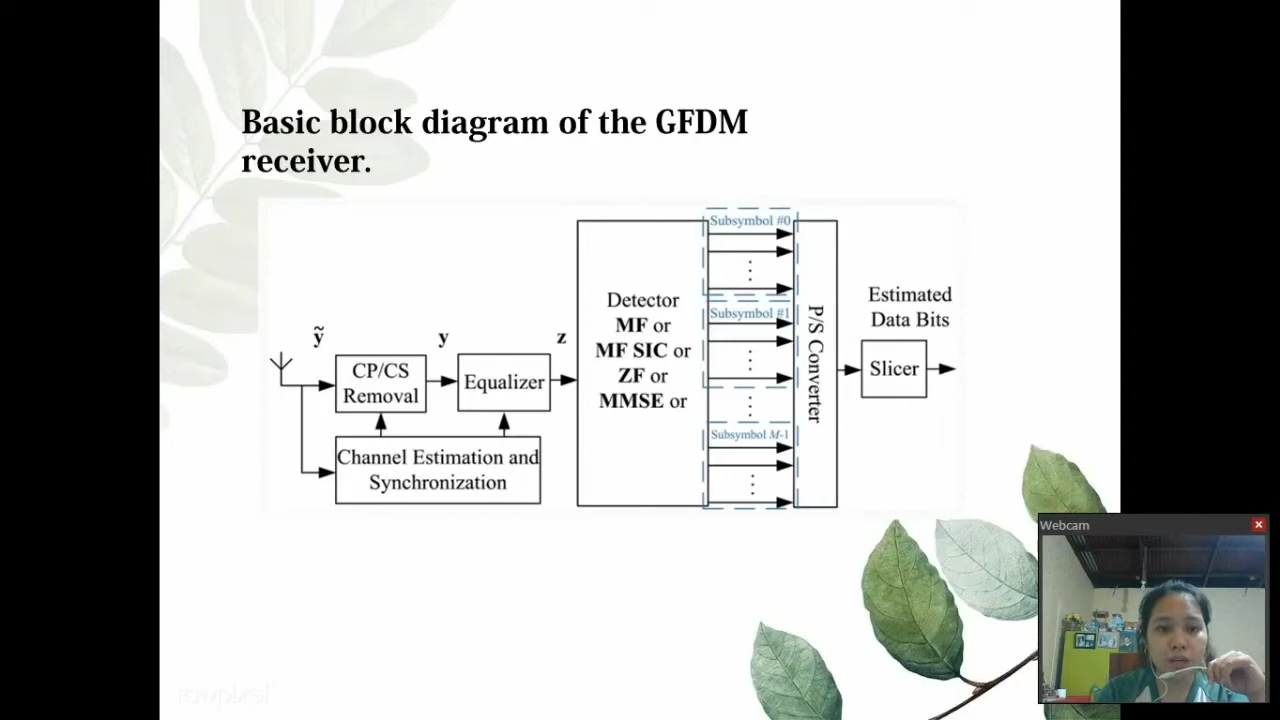 Basic block diagram of the GFDM
receiver.
Subsymbol #0
Detector
MF or
MF SIC or
ZF or
MMSE or
Subsymbol #1
Subsymbol M-1
P/S Converter
Estimated
Data Bits
Slicer
ỹ
y
z
CP/CS
Removal
Equalizer
Channel Estimation and
Synchronization
Webcam